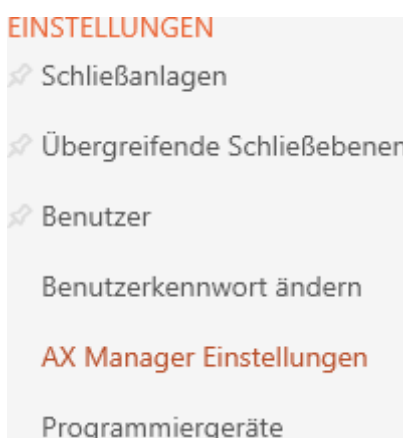 EINSTELLUNGEN
Schließanlagen
Übergreifende Schließebenen
Benutzer
Benutzerkennwort ändern
AX Manager Einstellungen
Programmiergeräte